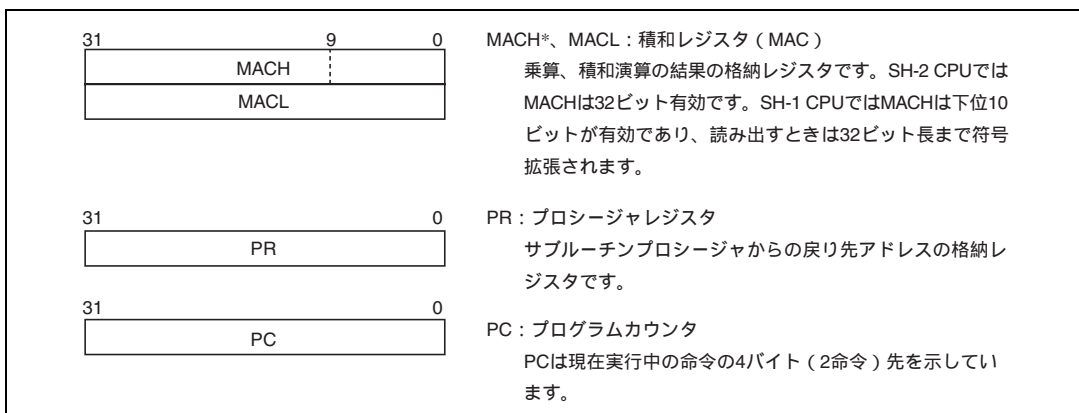 31 9 0
MACH
MACL
MACH*、MACL：積和レジスタ（MAC）
乗算、積和演算の結果の格納レジスタです。SH-2 CPUでは
MACHは32ビット有効です。SH-1 CPUではMACHは下位10
ビットが有効であり、読み出すときは32ビット長まで符号
拡張されます。
31 0
PR
PR：プロシージャレジスタ
サブルーチンプロシージャからの戻り先アドレスの格納レ
ジスタです。
31 0
PC
PC：プログラムカウンタ
PCは現在実行中の命令の4バイト（2命令）先を示してい
ます。